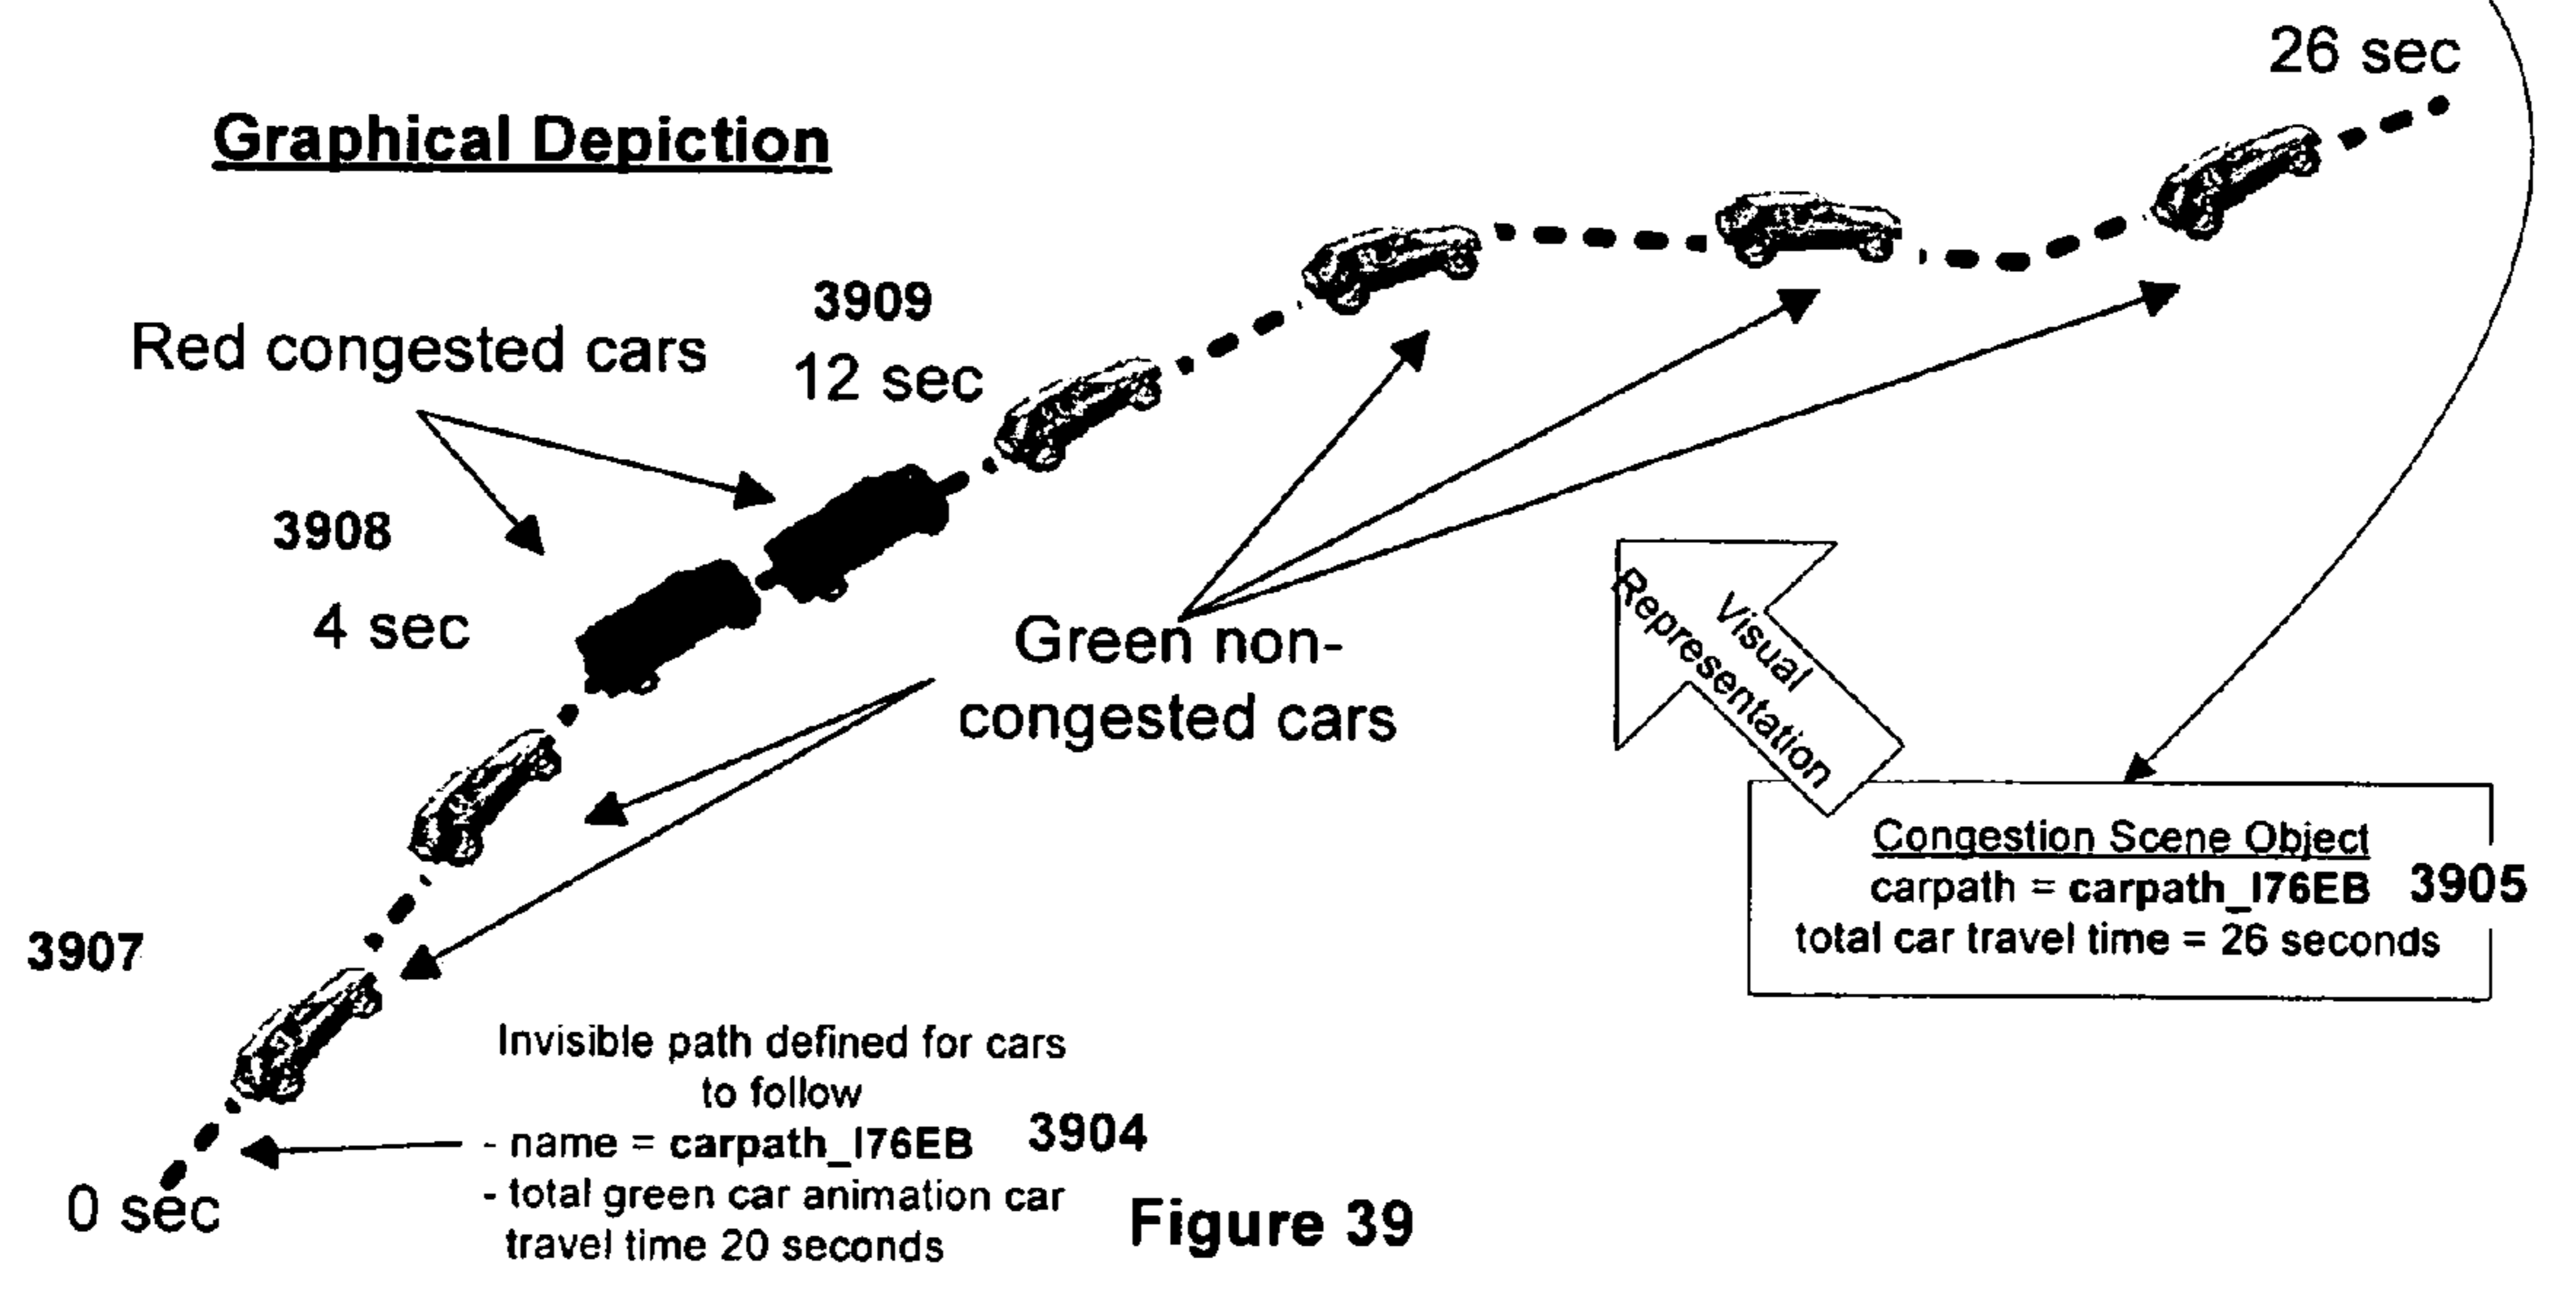 26 sec
Graphical Depiction
3909
12 sec
Red congested cars
3908
4 sec
Green non-
congested cars
Visual
Representation
Congestion Scene Object
carpath = carpath_I76EB 3905
total car travel time = 26 seconds
3907
Invisible path defined for cars
to follow
- name = carpath_I76EB 3904
- total green car animation car
travel time 20 seconds
0 sec
Figure 39